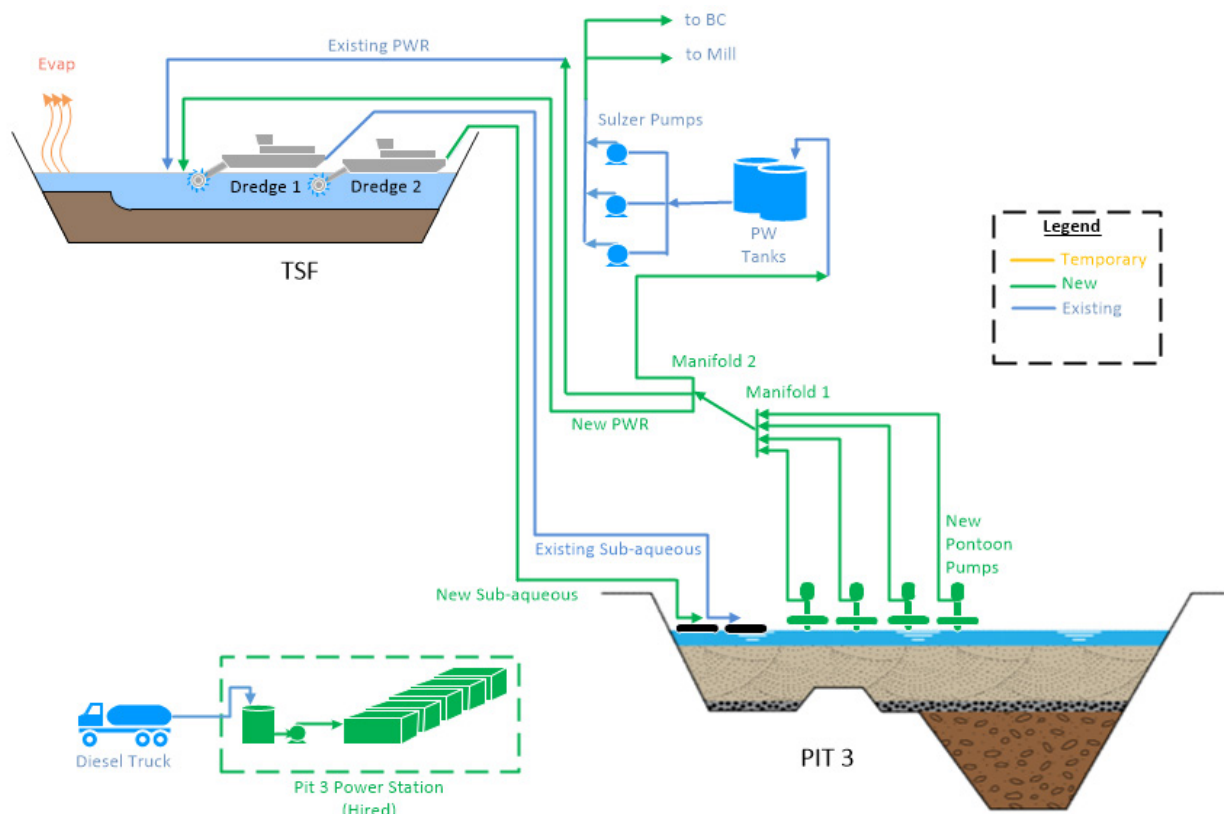 to BC
Existing PWR
to Mill
Evap
Sulzer Pumps
Dredge 1
Dredge 2
PW
Tanks
TSF
Legend
Temporary
New
Existing
Manifold 2
Manifold 1
New PWR
New
Pontoon
Pumps
Existing Sub-aqueous
New Sub-aqueous
Diesel Truck
PIT 3
Pit 3 Power Station
(Hired)